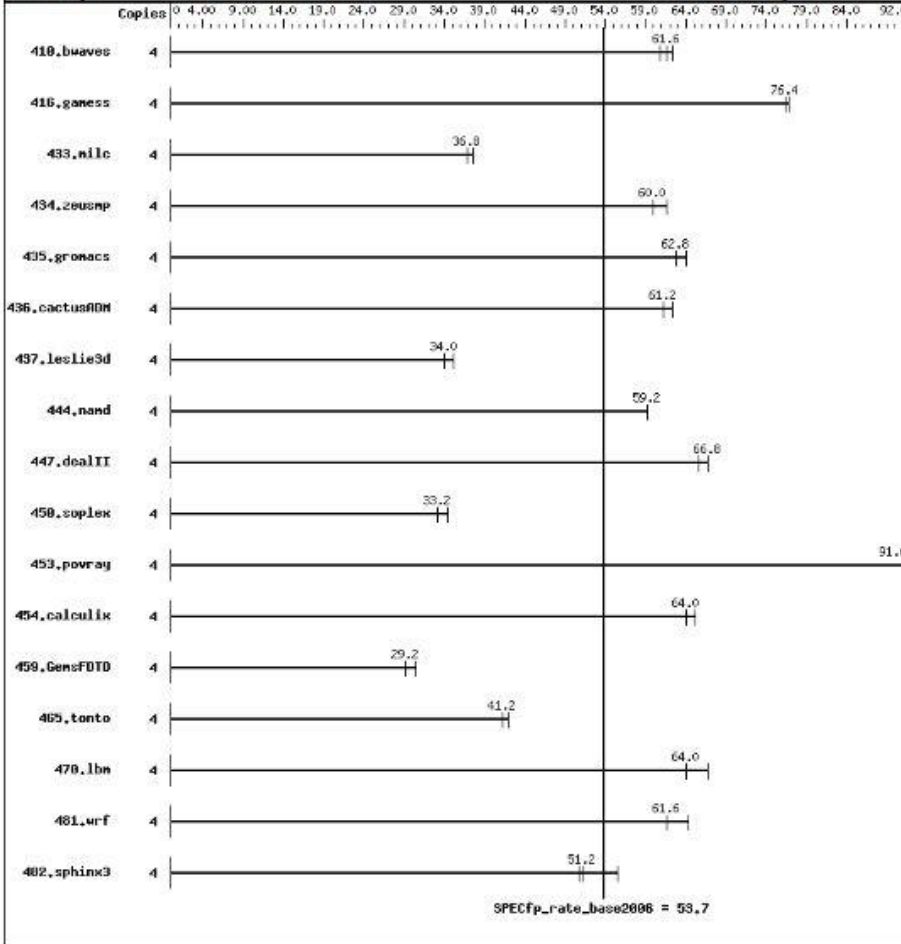 Copies 0 4.00 9.00 14.0 19.0 24.0 29.0 34.0 39.0 44.0 49.0 54.0 59.0 64.0 69.0 74.0 79.0 84.0 92.
410.bwaves 4 61.6
416.gamess 4 76.4
433.milc 4 36.8
434.zeusmp 4 60.0
435.gromacs 4 62.8
436.cactusADM 4 61.2
437.leslie3d 4 34.0
444.namd 4 59.2
447.dealII 4 66.8
450.soplex 4 33.2
453.povray 4 91.
454.calculix 4 64.0
459.GemsFDTD 4 29.2
465.tonto 4 41.2
470.lbm 4 64.0
481.wrf 4 61.6
482.sphinx3 4 51.2
SPECfp_rate_base2006 = 53.7